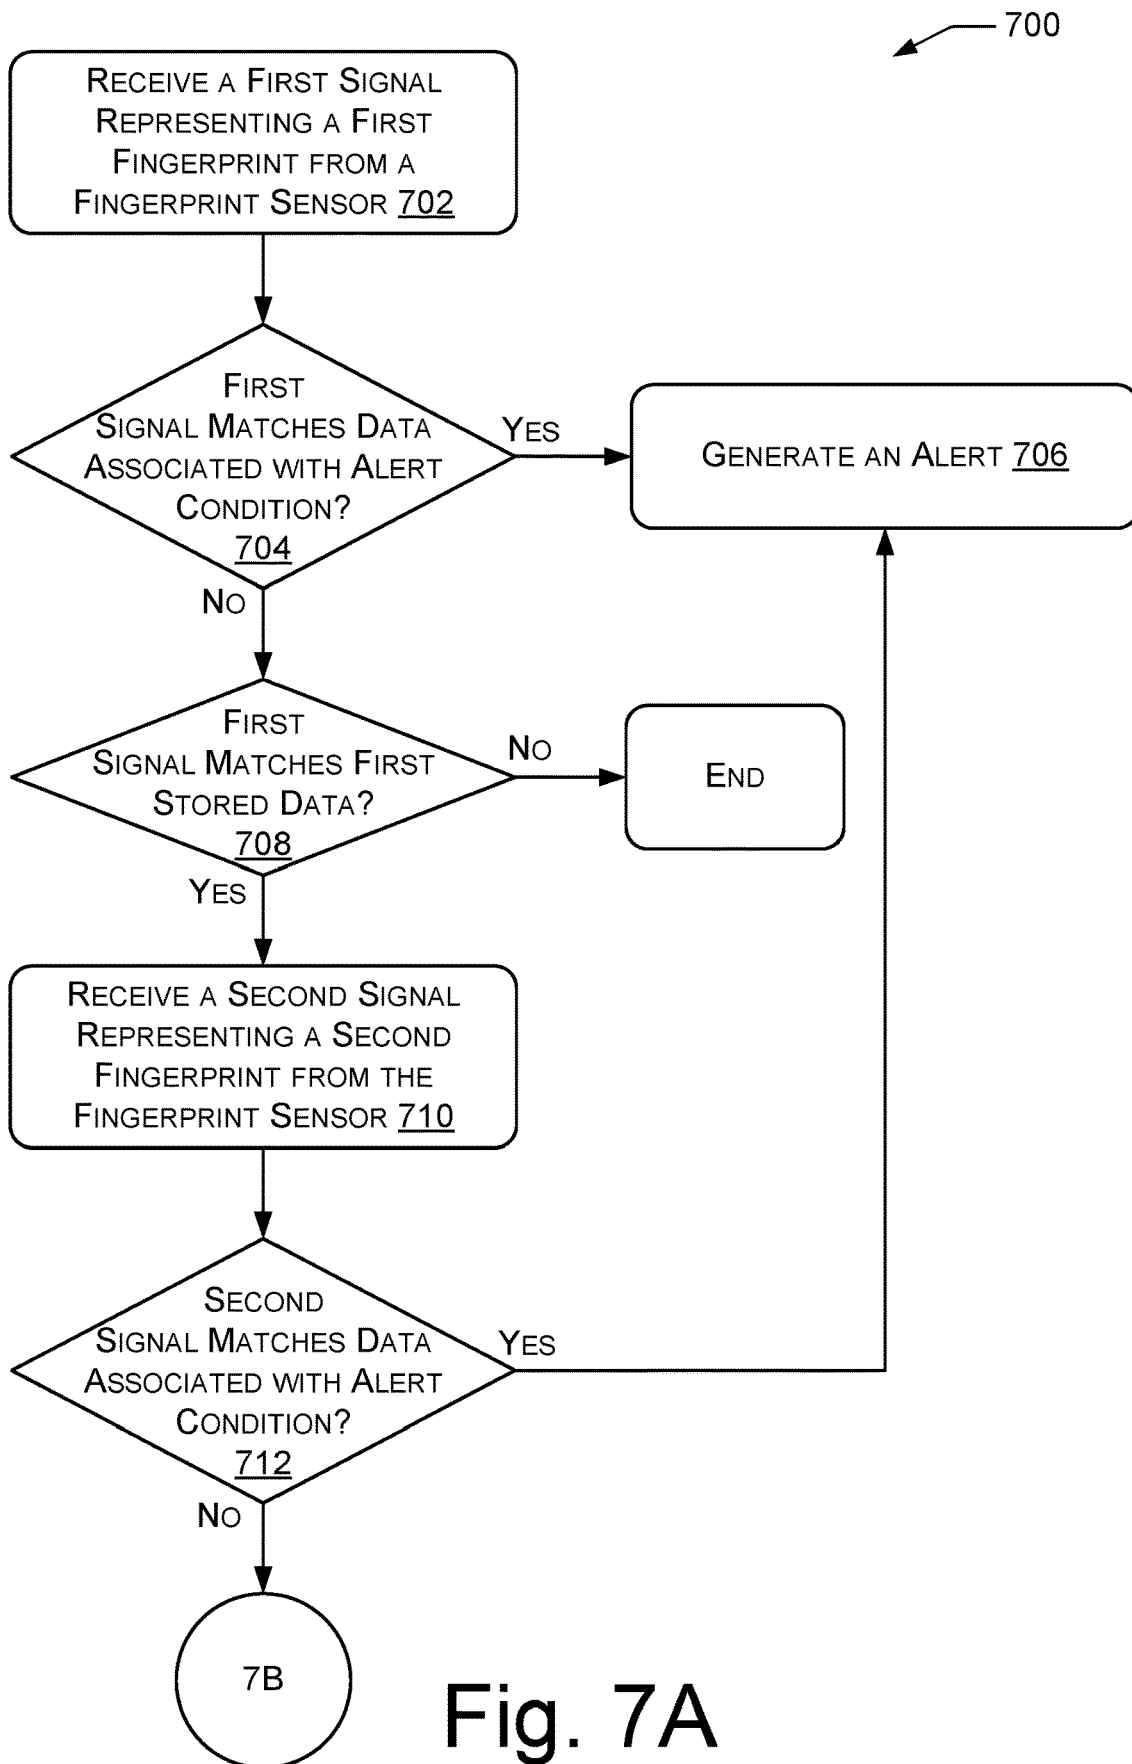 700
RECEIVE A FIRST SIGNAL
REPRESENTING A FIRST
FINGERPRINT FROM A
FINGERPRINT SENSOR 702
FIRST
SIGNAL MATCHES DATA
ASSOCIATED WITH ALERT
CONDITION?
704
YES
GENERATE AN ALERT 706
NO
FIRST
SIGNAL MATCHES FIRST
STORED DATA?
708
NO
END
YES
RECEIVE A SECOND SIGNAL
REPRESENTING A SECOND
FINGERPRINT FROM THE
FINGERPRINT SENSOR 710
SECOND
SIGNAL MATCHES DATA
ASSOCIATED WITH ALERT
CONDITION?
712
YES
NO
7B
Fig. 7A